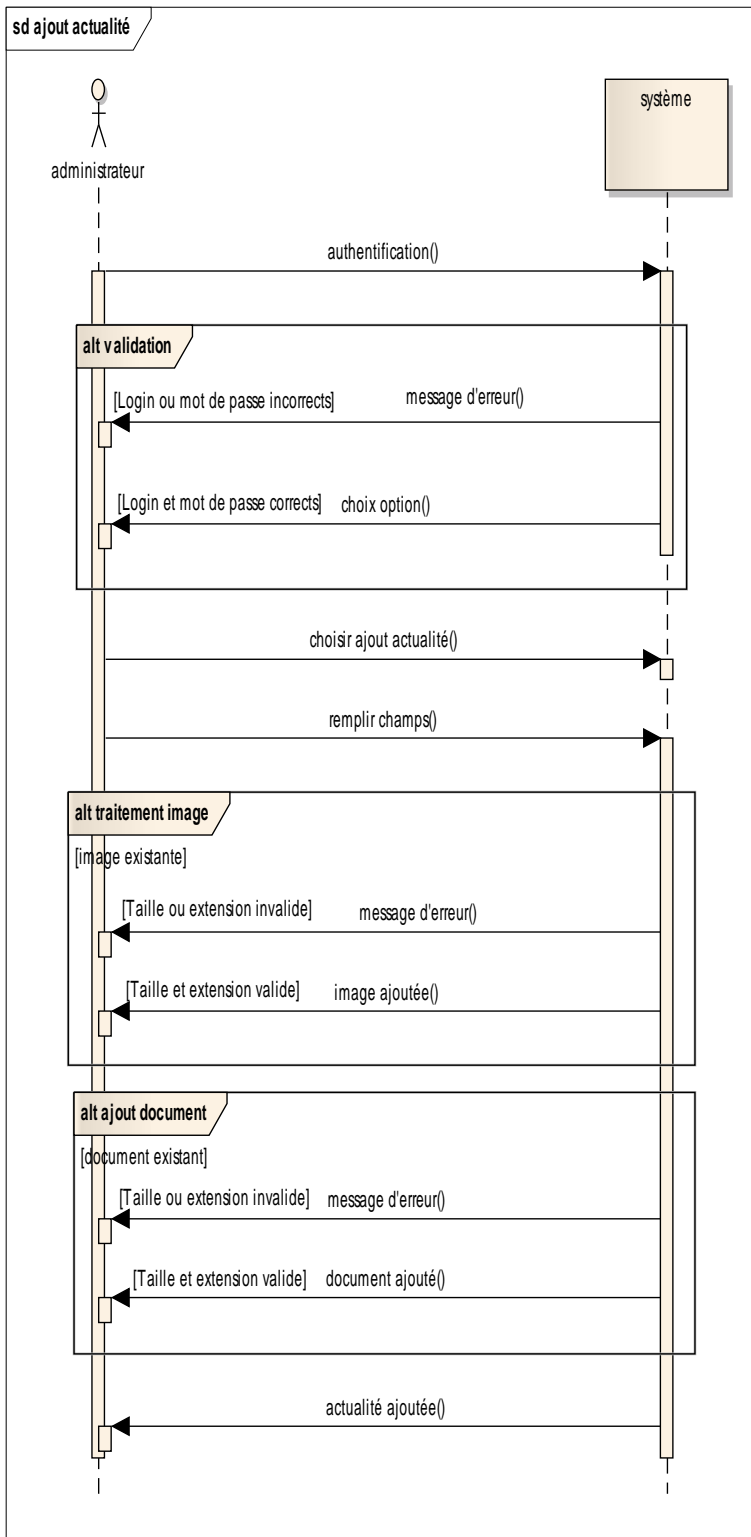 sd ajout actualité
système
administrateur
authentification()
alt validation
[Login ou mot de passe incorrects] message d'erreur()
[Login et mot de passe corrects] choix option()
choisir ajout actualité()
remplir champs()
alt traitement image
[image existante]
[Taille ou extension invalide] message d'erreur()
[Taille et extension valide] image ajoutée()
alt ajout document
[document existant]
[Taille ou extension invalide] message d'erreur()
[Taille et extension valide] document ajouté()
actualité ajoutée()